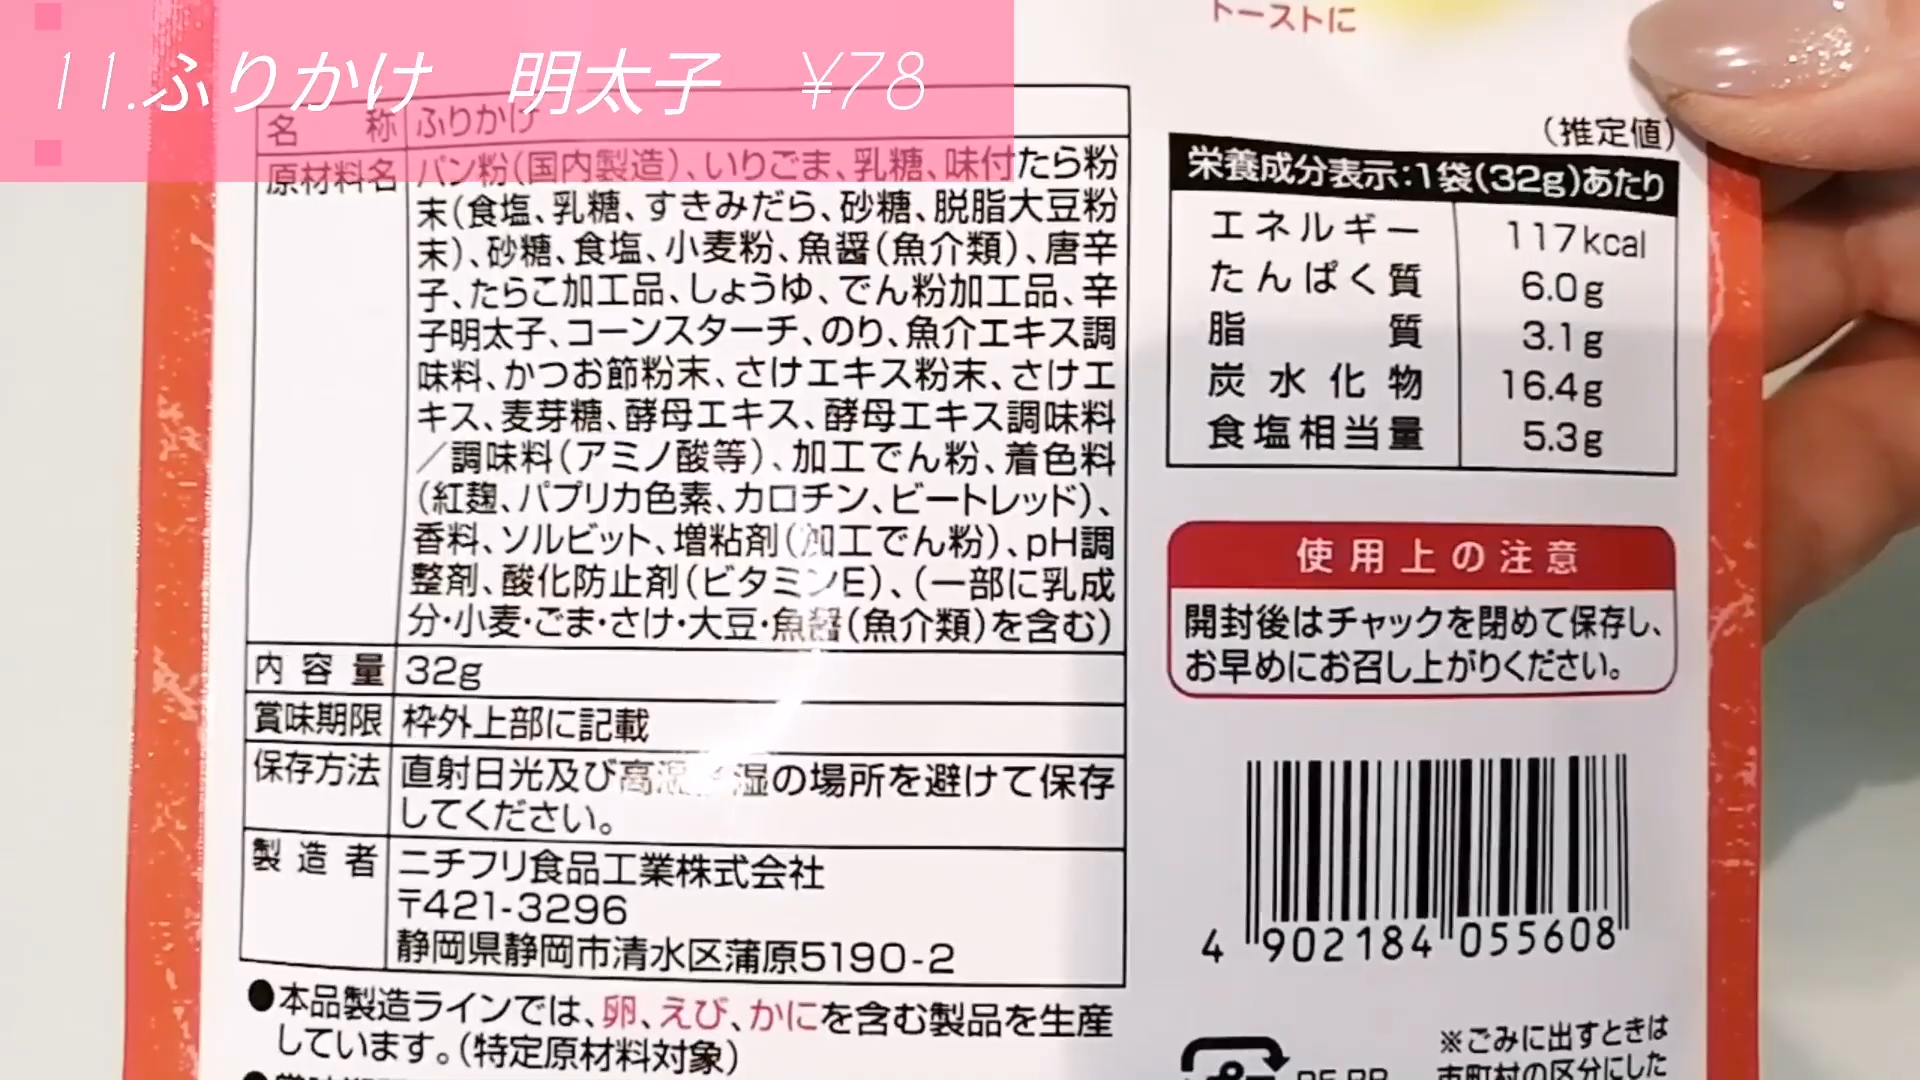 11.ふりかけ 明太子 ¥78
トーストに
名称 ふりかけ
原材料名 パン粉(国内製造)、いりごま、乳糖、味付たら粉
末(食塩、乳糖、すきみだら、砂糖、脱脂大豆粉
末)、砂糖、食塩、小麦粉、魚醤(魚介類)、唐辛
子、たらこ加工品、しょうゆ、でん粉加工品、辛
子明太子、コーンスターチ、のり、魚介エキス調
味料、かつお節粉末、さけエキス粉末、さけエ
キス、麦芽糖、酵母エキス、酵母エキス調味料
/調味料(アミノ酸等)、加工でん粉、着色料
(紅麹、パプリカ色素、カロチン、ビートレッド)、
香料、ソルビット、増粘剤(加工でん粉)、pH調
整剤、酸化防止剤(ビタミンE)、(一部に乳成
分・小麦・ごま・さけ・大豆・魚醤(魚介類)を含む)
内容量 32g
賞味期限 枠外上部に記載
保存方法 直射日光及び高温多湿の場所を避けて保存
してください。
製造者 ニチフリ食品工業株式会社
〒421-3296
静岡県静岡市清水区蒲原5190-2
●本品製造ラインでは、卵、えび、かにを含む製品を生産
しています。(特定原材料対象)
(推定値)
栄養成分表示:1袋(32g)あたり
エネルギー 117kcal
たんぱく質 6.0g
脂質 3.1g
炭水化物 16.4g
食塩相当量 5.3g
使用上の注意
開封後はチャックを閉めて保存し、
お早めにお召し上がりください。
4 902184 055608
※ごみに出すときは
市町村の区分にした